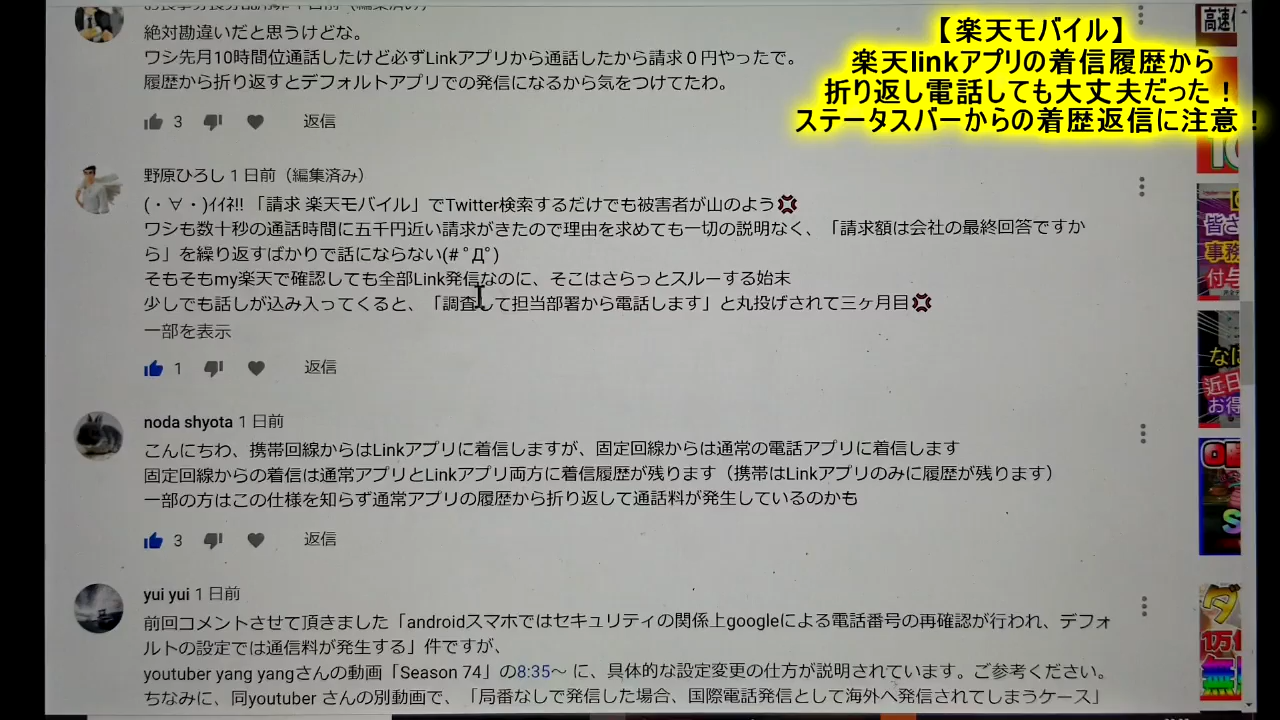 【楽天モバイル】
楽天linkアプリの着信履歴から
折り返し電話しても大丈夫だった！
ステータスバーからの着歴返信に注意！
絶対勘違いだと思うけどな。
ワシ先月10時間位通話したけど必ずLinkアプリから通話したから請求０円やったで。
履歴から折り返すとデフォルトアプリでの発信になるから気をつけてたわ。
3 返信
野原ひろし 1 日前（編集済み）
(・∀・)ｲｲﾈ!! 「請求 楽天モバイル」でTwitter検索するだけでも被害者が山のよう💢
ワシも数十秒の通話時間に五千円近い請求がきたので理由を求めても一切の説明なく、「請求額は会社の最終回答ですか
ら」を繰り返すばかりで話にならない(# ﾟДﾟ)
そもそもmy楽天で確認しても全部Link発信なのに、そこはさらっとスルーする始末
少しでも話しが込み入ってくると、「調査して担当部署から電話します」と丸投げされて三ヶ月目💢
一部を表示
1 返信
noda shyota 1 日前
こんにちわ、携帯回線からはLinkアプリに着信しますが、固定回線からは通常の電話アプリに着信します
固定回線からの着信は通常アプリとLinkアプリ両方に着信履歴が残ります（携帯はLinkアプリのみに履歴が残ります）
一部の方はこの仕様を知らず通常アプリの履歴から折り返して通話料が発生しているのかも
3 返信
yui yui 1 日前
前回コメントさせて頂きました「androidスマホではセキュリティの関係上googleによる電話番号の再確認が行われ、デフォ
ルトの設定では通信料が発生する」件ですが、
youtuber yang yangさんの動画「Season 74」の8:35～ に、具体的な設定変更の仕方が説明されています。ご参考ください。
ちなみに、同youtuber さんの別動画で、「局番なしで発信した場合、国際電話発信として海外へ発信されてしまうケース」